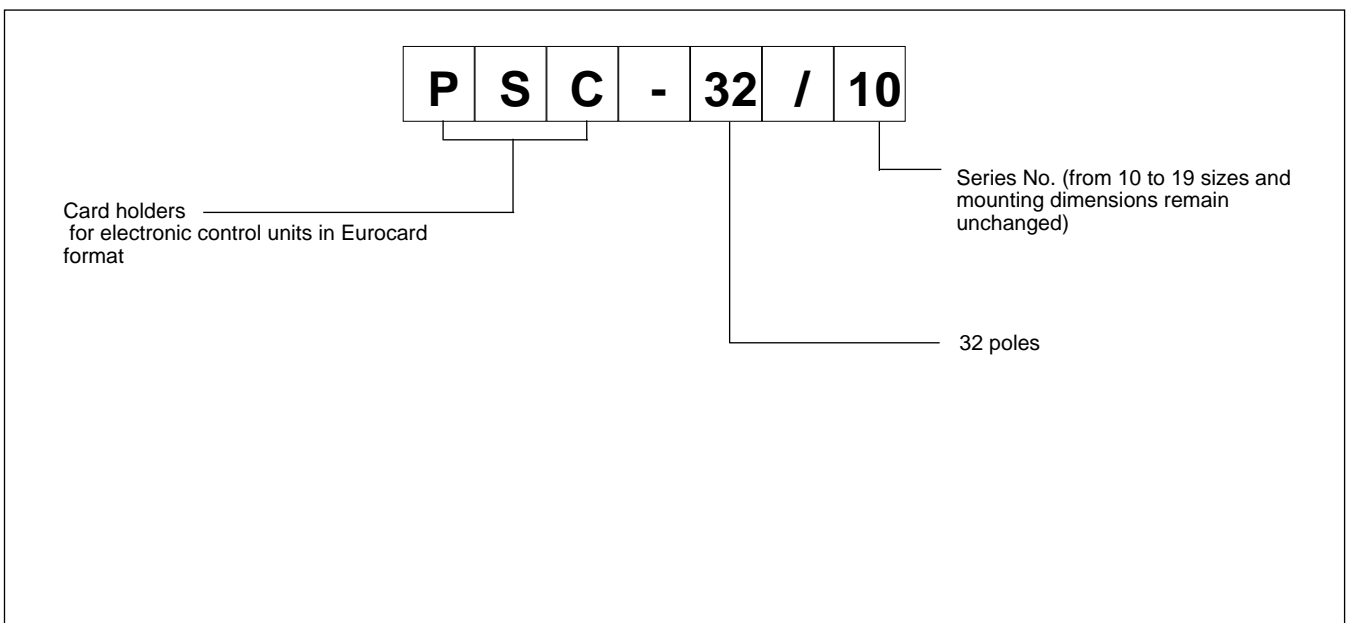 P S C - 32 / 10
Series No. (from 10 to 19 sizes and
mounting dimensions remain
unchanged)
Card holders
for electronic control units in Eurocard
format
32 poles